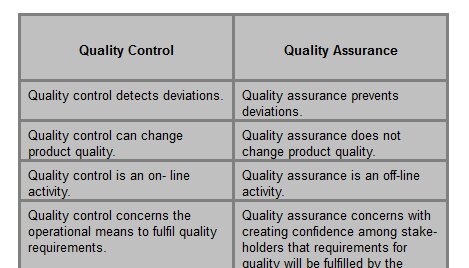 Quality Control
Quality Assurance
Quality control detects deviations.
Quality assurance prevents
deviations.
Quality control can change
product quality.
Quality assurance does not
change product quality.
Quality control is an on- line
activity.
Quality assurance is an off-line
activity.
Quality control concerns the
operational means to fulfil quality
requirements.
Quality assurance concerns with
creating confidence among stake-
holders that requirements for
quality will be fulfilled by the